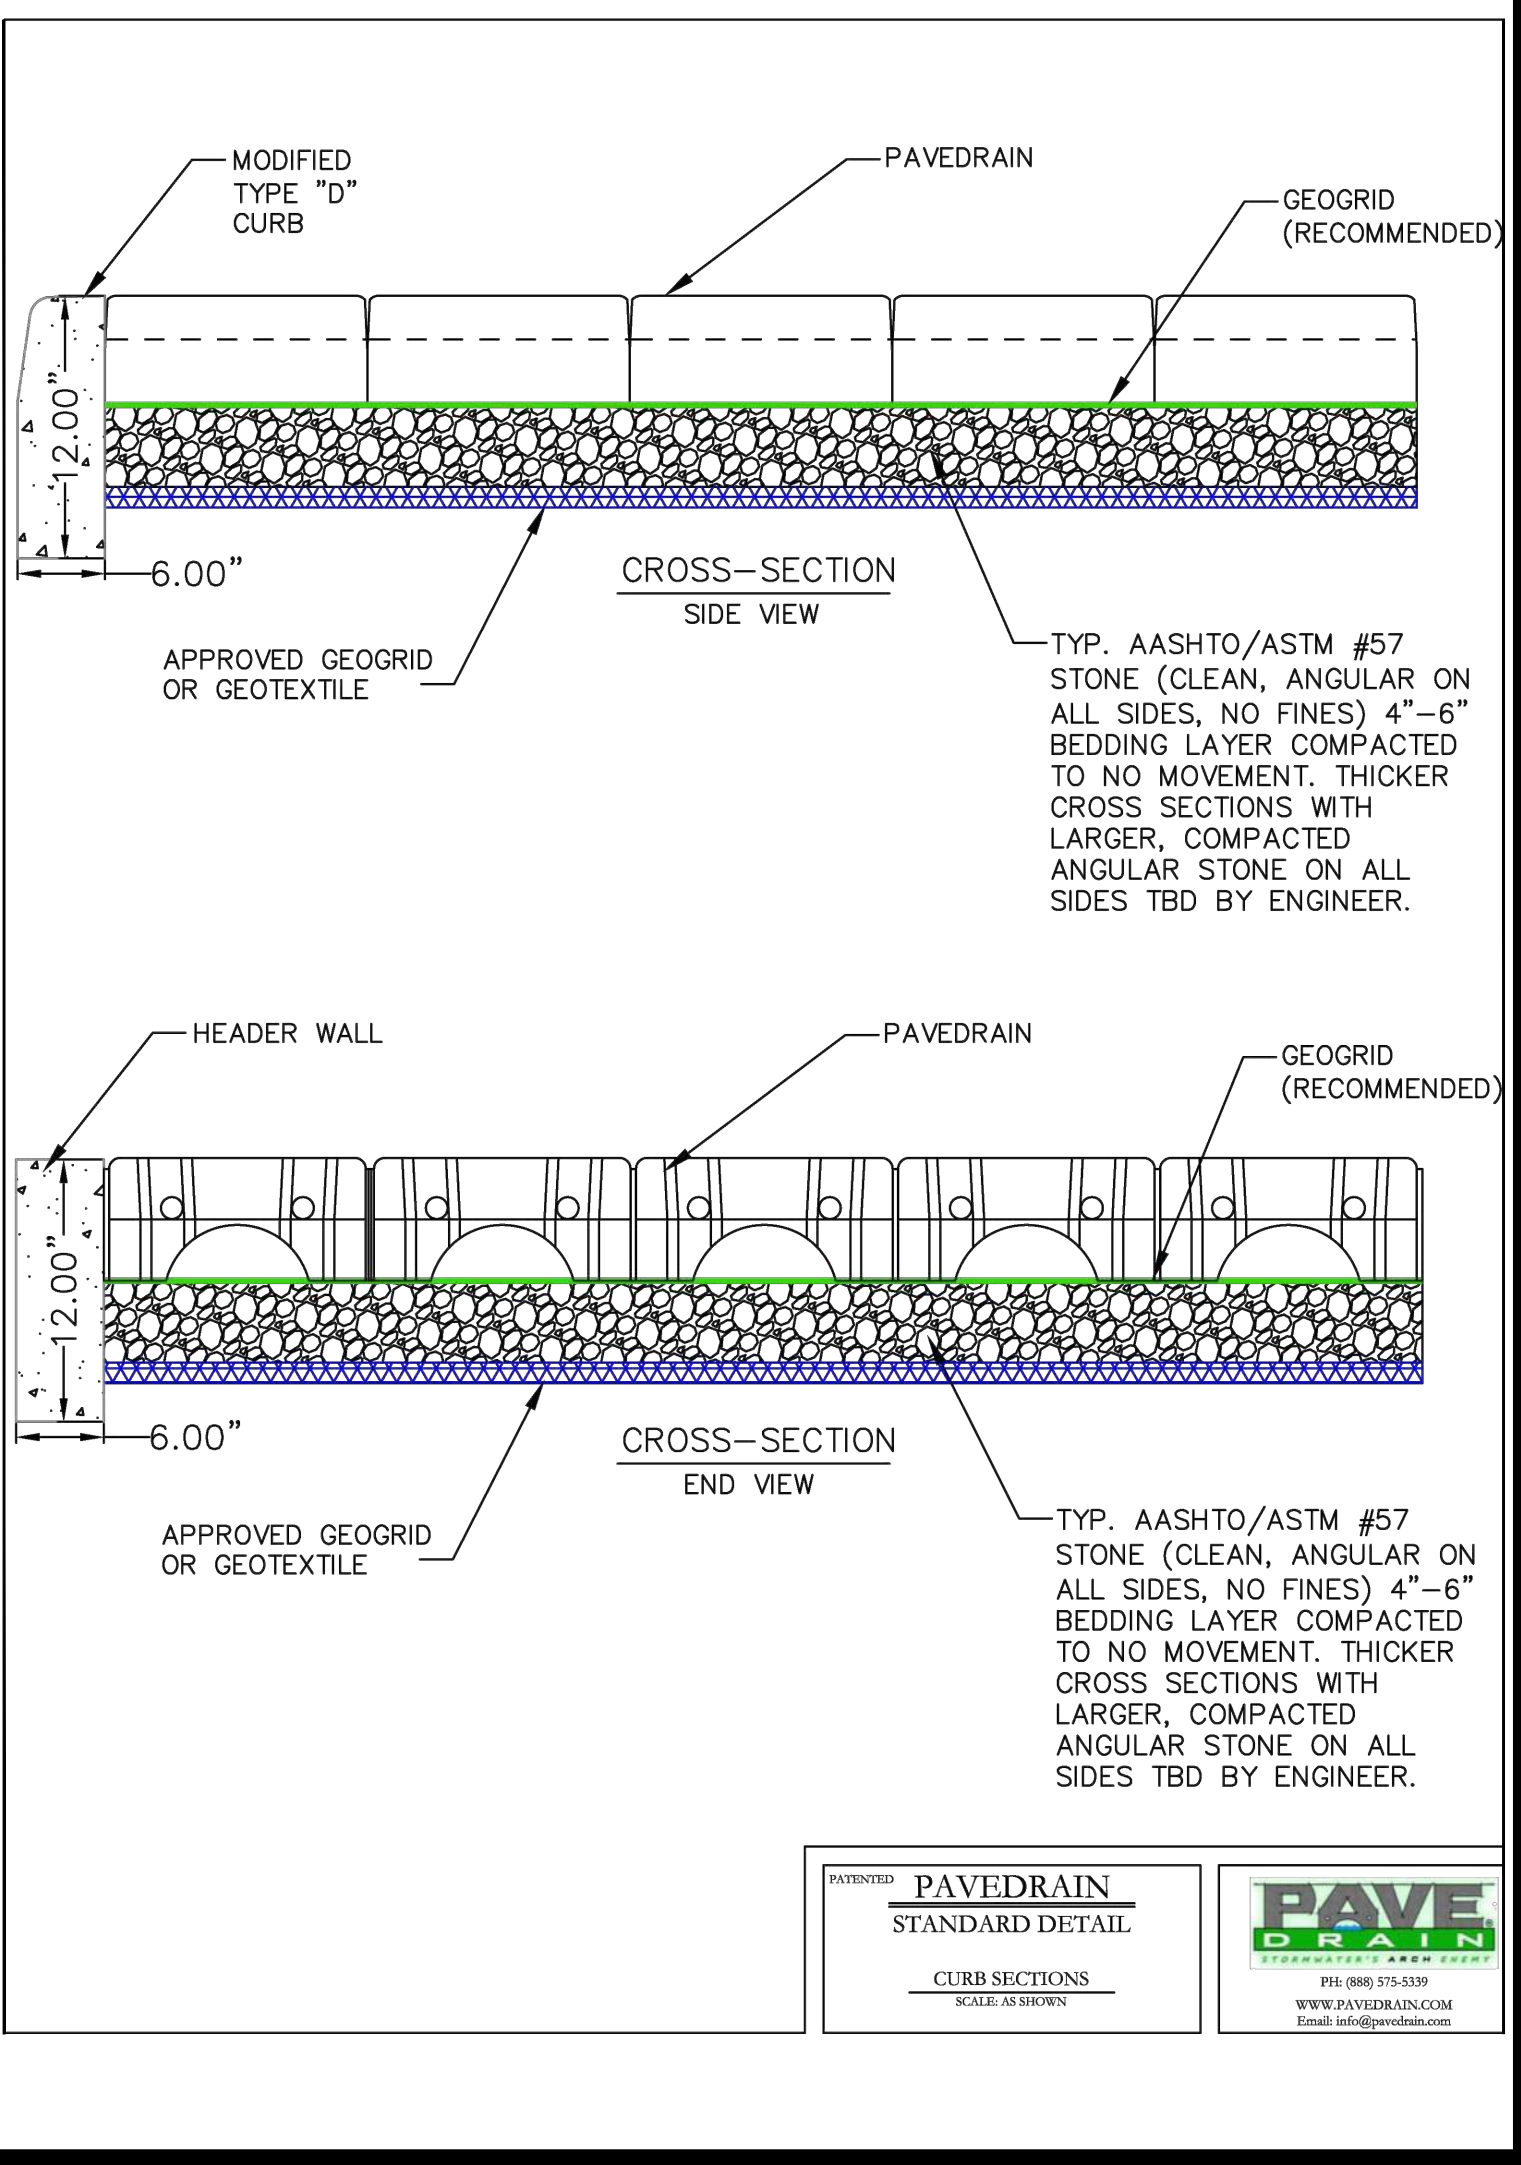 MODIFIED
TYPE "D"
CURB
PAVEDRAIN
GEOGRID
(RECOMMENDED)
12.00"
6.00"
CROSS-SECTION
SIDE VIEW
APPROVED GEOGRID
OR GEOTEXTILE
TYP. AASHTO/ASTM #57
STONE (CLEAN, ANGULAR ON
ALL SIDES, NO FINES) 4"-6"
BEDDING LAYER COMPACTED
TO NO MOVEMENT. THICKER
CROSS SECTIONS WITH
LARGER, COMPACTED
ANGULAR STONE ON ALL
SIDES TBD BY ENGINEER.
HEADER WALL
PAVEDRAIN
GEOGRID
(RECOMMENDED)
12.00"
6.00"
CROSS-SECTION
END VIEW
APPROVED GEOGRID
OR GEOTEXTILE
TYP. AASHTO/ASTM #57
STONE (CLEAN, ANGULAR ON
ALL SIDES, NO FINES) 4"-6"
BEDDING LAYER COMPACTED
TO NO MOVEMENT. THICKER
CROSS SECTIONS WITH
LARGER, COMPACTED
ANGULAR STONE ON ALL
SIDES TBD BY ENGINEER.
PATENTED PAVEDRAIN
STANDARD DETAIL
CURB SECTIONS
SCALE: AS SHOWN
PAVE®
DRAIN
STORMWATER'S ARCH ENEMY
PH: (888) 575-5339
WWW.PAVEDRAIN.COM
Email: info@pavedrain.com